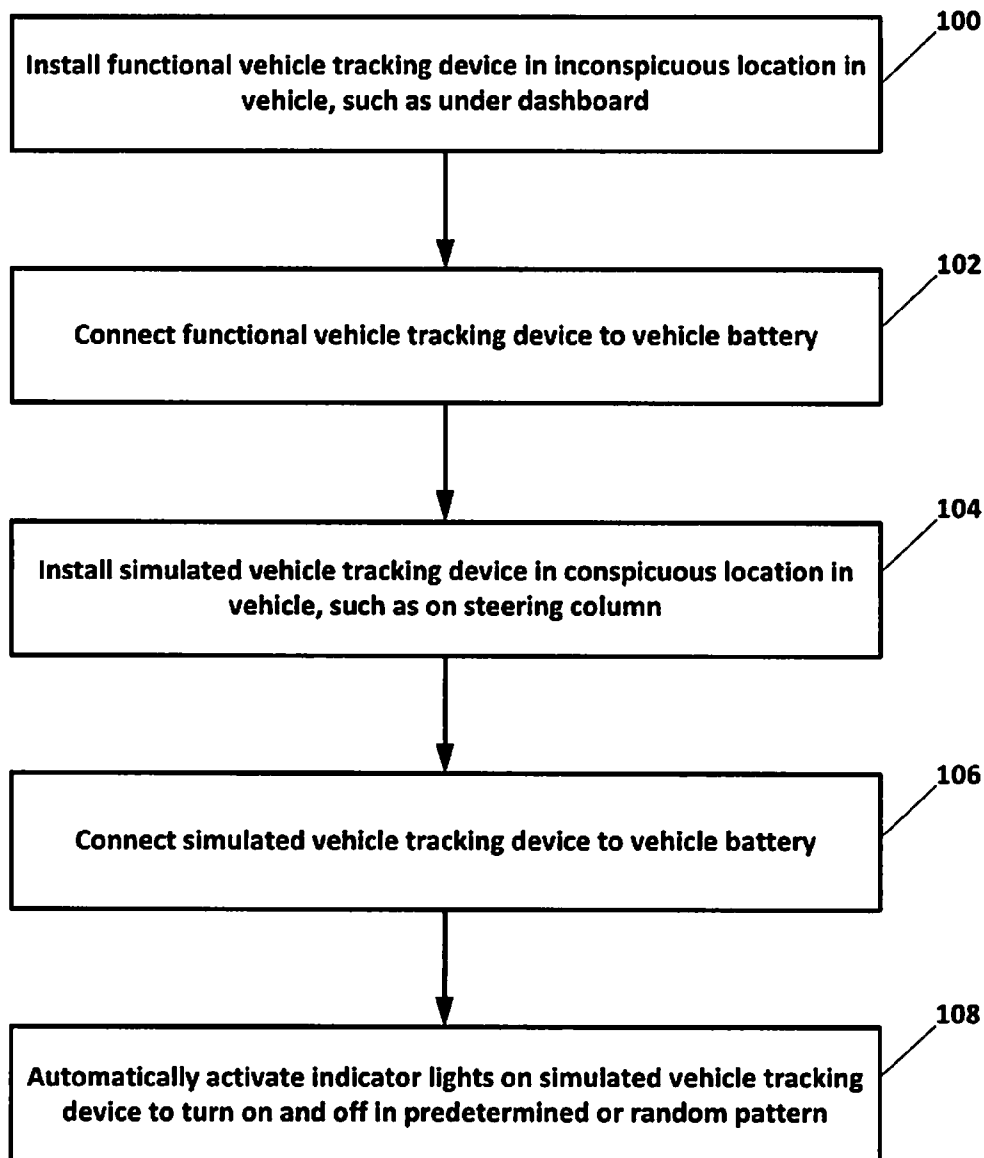 100
Install functional vehicle tracking device in inconspicuous location in
vehicle, such as under dashboard
102
Connect functional vehicle tracking device to vehicle battery
104
Install simulated vehicle tracking device in conspicuous location in
vehicle, such as on steering column
106
Connect simulated vehicle tracking device to vehicle battery
108
Automatically activate indicator lights on simulated vehicle tracking
device to turn on and off in predetermined or random pattern